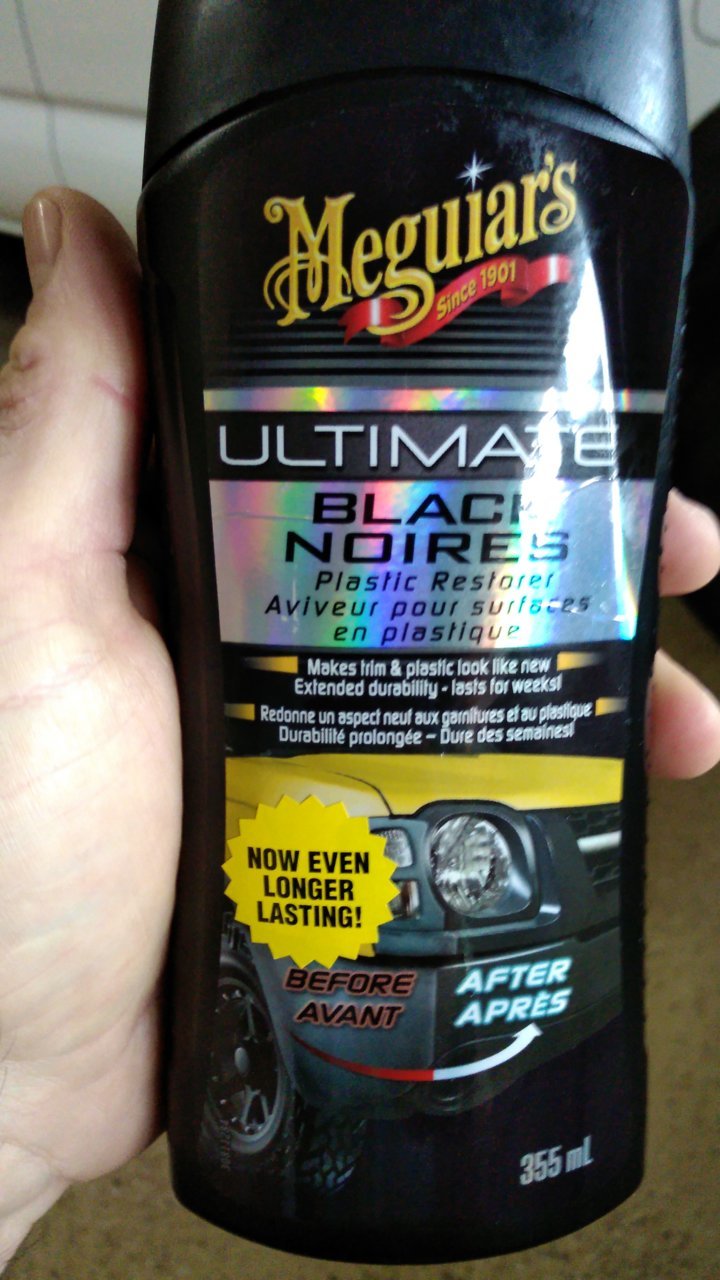 Meguiar's
Since 1901
ULTIMATE
BLACK
NOIRES
Plastic Restorer
Aviveur pour surfaces
en plastique
Makes trim & plastic look like new
Extended durability - lasts for weeks!
Redonne un aspect neuf aux garnitures et au plastique
Durabilité prolongée – Dure des semaines!
NOW EVEN
LONGER
LASTING!
BEFORE
AVANT
AFTER
APRÈS
355 mL